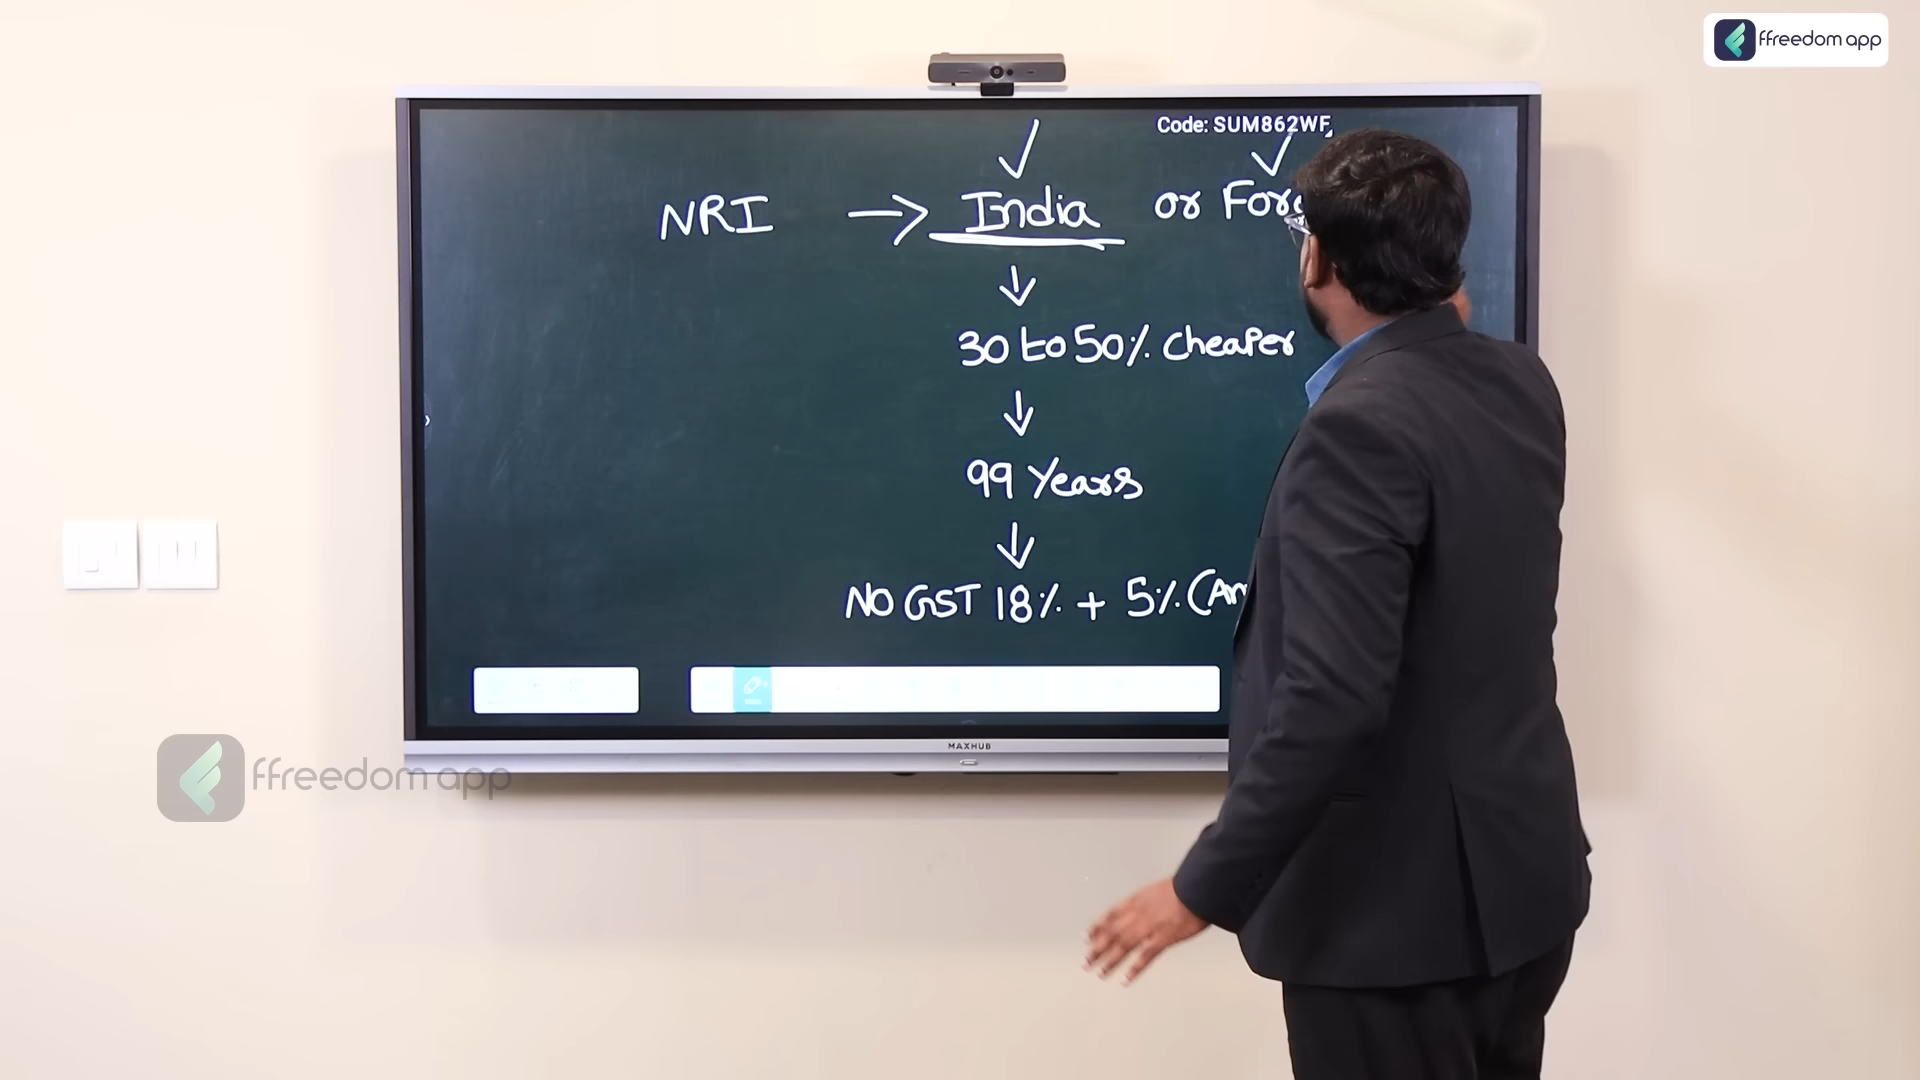 ffreedom app
Code: SUM862WF
NRI → India or
↓
30 to 50% cheaper
↓
99 Years
↓
NO GST 18% + 5%
MAXHUB
ffreedom app